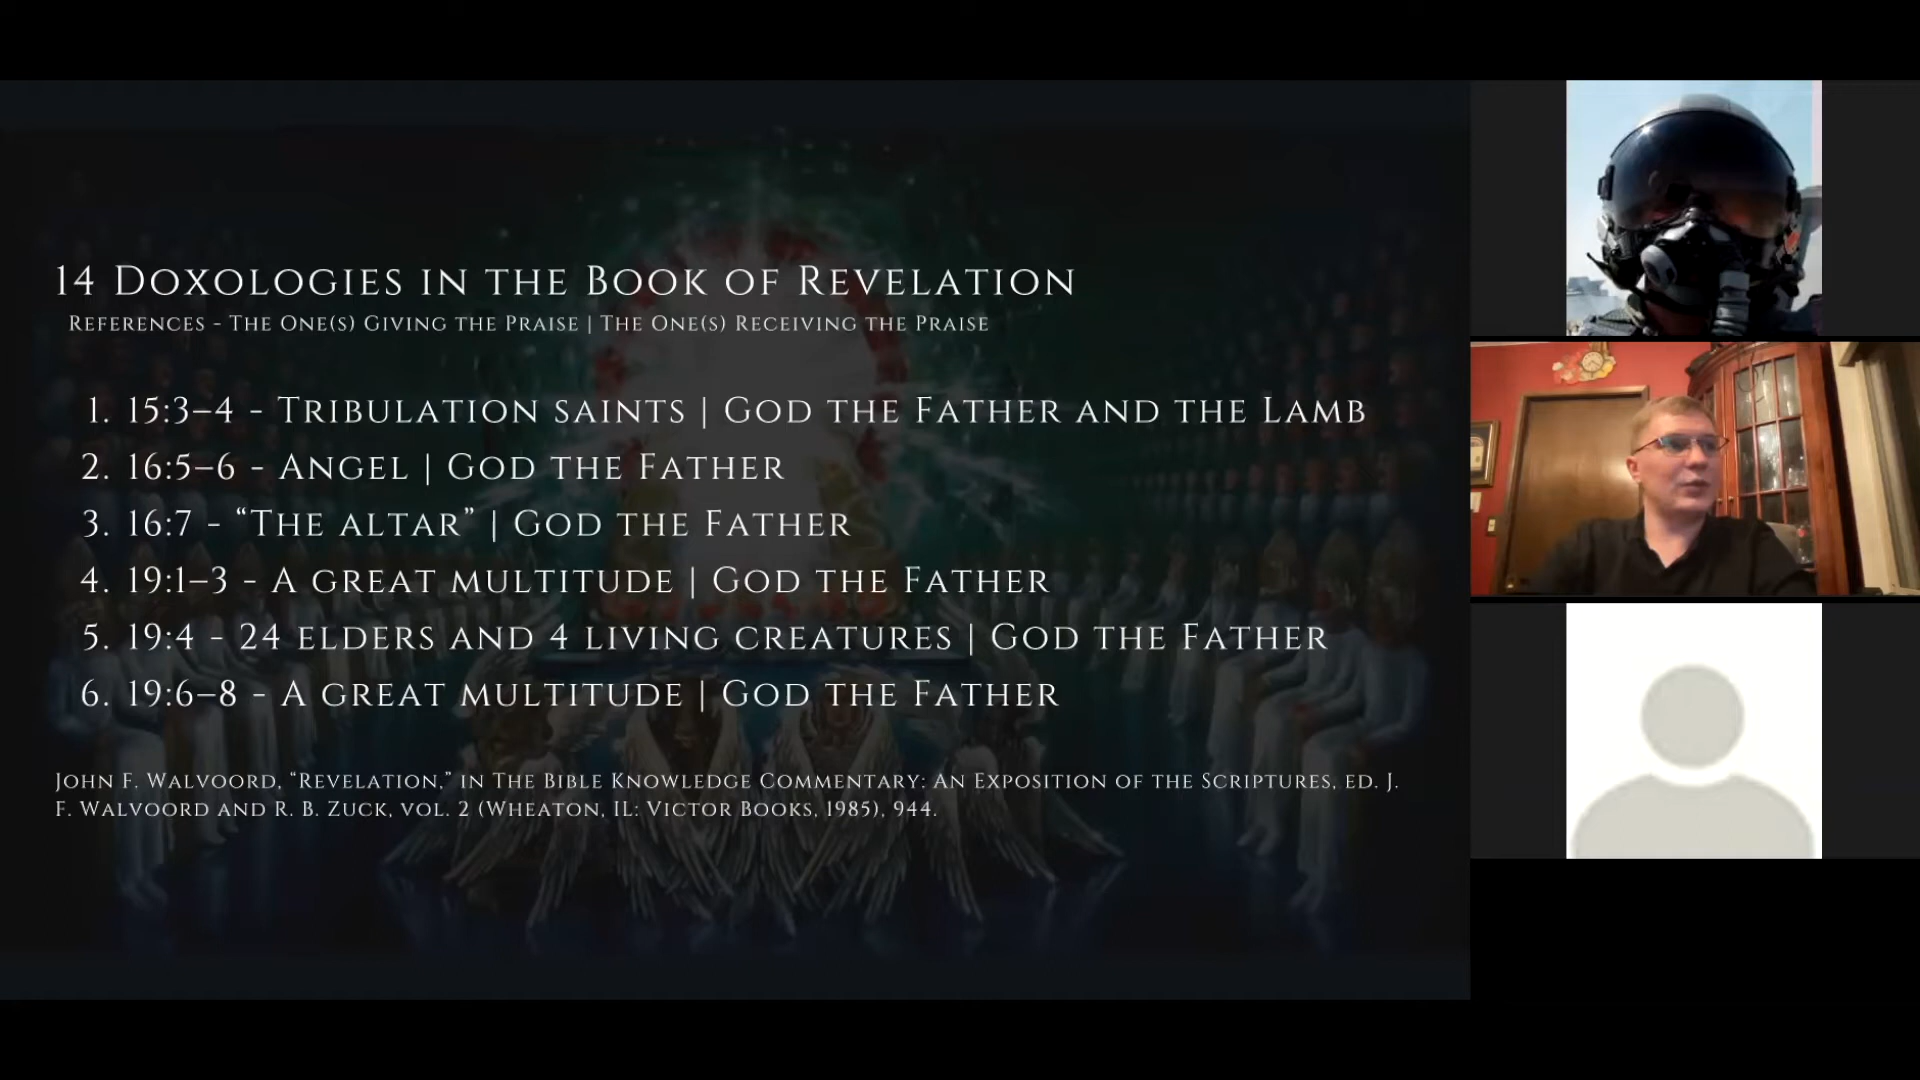 14 Doxologies in the Book of Revelation
References - The One(s) Giving the Praise | The One(s) Receiving the Praise
1. 15:3–4 - Tribulation saints | God the Father and the Lamb
2. 16:5–6 - Angel | God the Father
3. 16:7 - “The altar” | God the Father
4. 19:1–3 - A great multitude | God the Father
5. 19:4 - 24 elders and 4 living creatures | God the Father
6. 19:6–8 - A great multitude | God the Father
John F. Walvoord, “Revelation,” in The Bible Knowledge Commentary: An Exposition of the Scriptures, ed. J.
F. Walvoord and R. B. Zuck, vol. 2 (Wheaton, IL: Victor Books, 1985), 944.